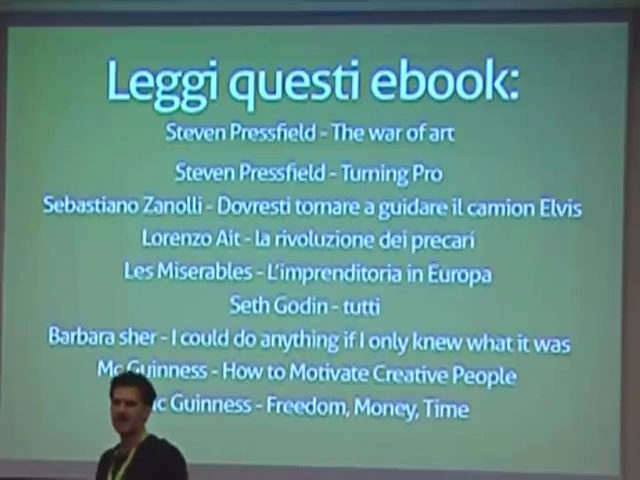 Leggi questi ebook:
Steven Pressfield - The war of art
Steven Pressfield - Turning Pro
Sebastiano Zanolli - Dovresti tornare a guidare il camion Elvis
Lorenzo Ait - la rivoluzione dei precari
Les Miserables - L'imprenditoria in Europa
Seth Godin - tutti
Barbara sher - I could do anything if I only knew what it was
Mc Guinness - How to Motivate Creative People
Guinness - Freedom, Money, Time